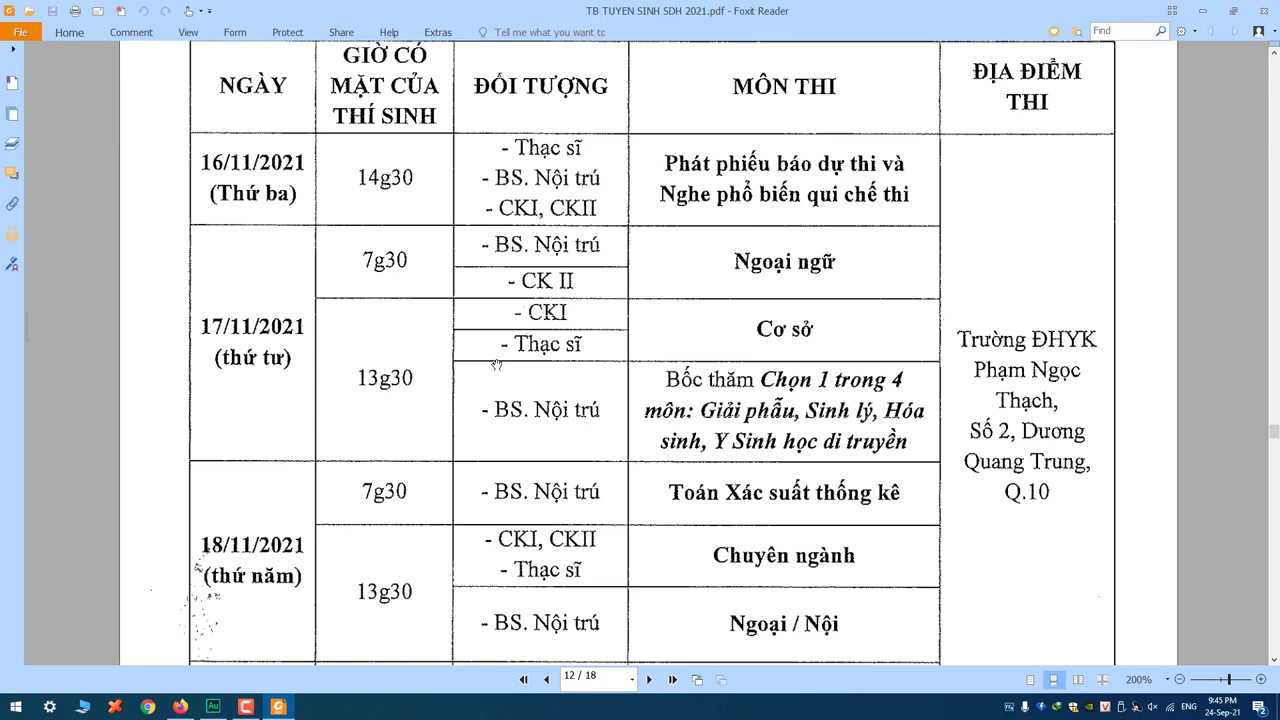 TB TUYEN SINH SDH 2021.pdf - Foxit Reader
File
Home
Comment
View
Form
Protect
Share
Help
Extras
Tell me what you want tc
Find
NGÀY
GIỜ CÓ
MẶT CỦA
THÍ SINH
ĐỐI TƯỢNG
MÔN THI
ĐỊA ĐIỂM
THI
16/11/2021
(Thứ ba)
14g30
- Thạc sĩ
- BS. Nội trú
- CKI, CKII
Phát phiếu báo dự thi và
Nghe phổ biến qui chế thi
17/11/2021
(thứ tư)
7g30
- BS. Nội trú
- CK II
Ngoại ngữ
13g30
- CKI
- Thạc sĩ
Cơ sở
- BS. Nội trú
Bốc thăm Chọn 1 trong 4
môn: Giải phẫu, Sinh lý, Hóa
sinh, Y Sinh học di truyền
18/11/2021
(thứ năm)
7g30
- BS. Nội trú
Toán Xác suất thống kê
13g30
- CKI, CKII
- Thạc sĩ
Chuyên ngành
- BS. Nội trú
Ngoại / Nội
Trường ĐHYK
Phạm Ngọc
Thạch,
Số 2, Dương
Quang Trung,
Q.10
12 / 18
200%
ENG
9:45 PM
24-Sep-21